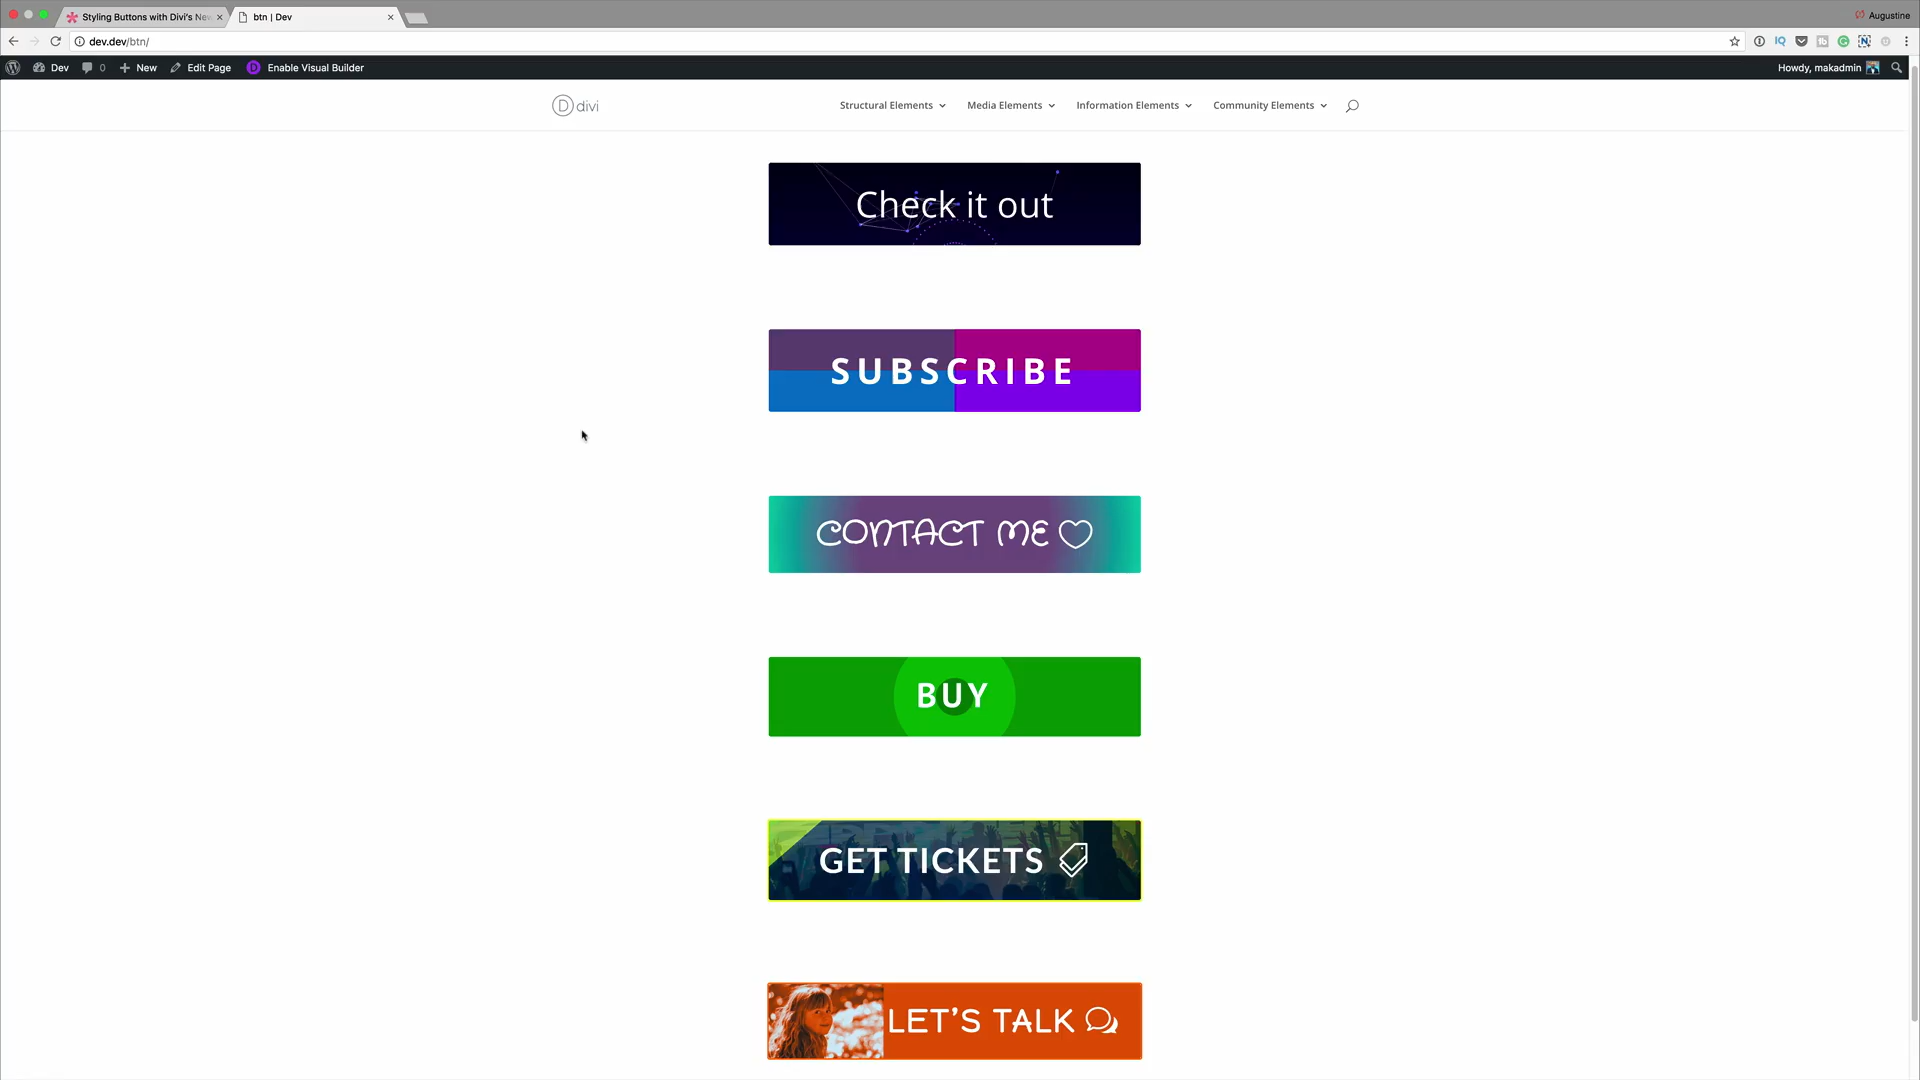 Styling Buttons with Divi's New
btn | Dev
Augustine
dev.dev/btn/
Dev 0 New Edit Page Enable Visual Builder
Howdy, makadmin
divi
Structural Elements Media Elements Information Elements Community Elements
Check it out
SUBSCRIBE
CONTACT ME
BUY
GET TICKETS
LET'S TALK